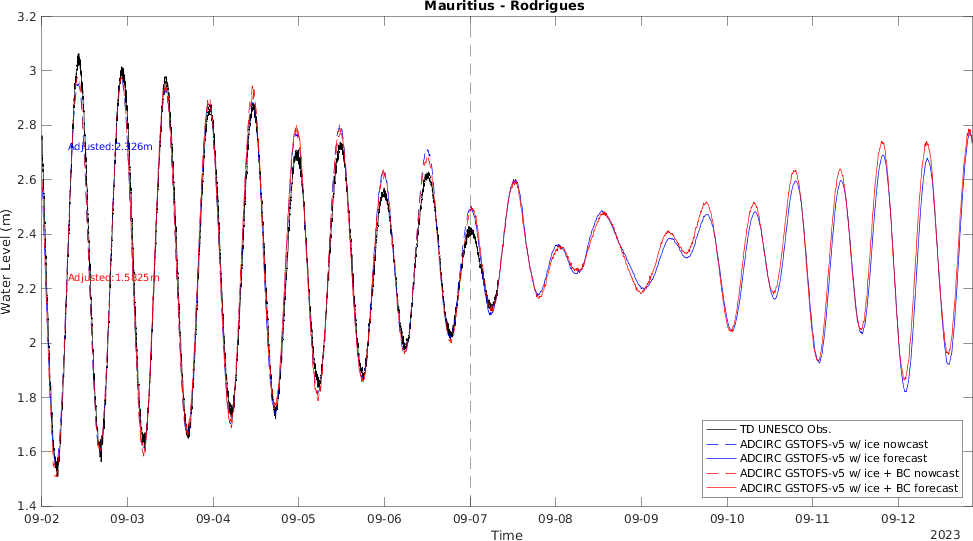 Mauritius - Rodrigues
3.2
3
2.8
2.6
2.4
2.2
2
1.8
1.6
1.4
Water Level (m)
Adjusted:2.326m
Adjusted:1.5825m
TD UNESCO Obs.
ADCIRC GSTOFS-v5 w/ ice nowcast
ADCIRC GSTOFS-v5 w/ ice forecast
ADCIRC GSTOFS-v5 w/ ice + BC nowcast
ADCIRC GSTOFS-v5 w/ ice + BC forecast
09-02 09-03 09-04 09-05 09-06 09-07 09-08 09-09 09-10 09-11 09-12
Time
2023